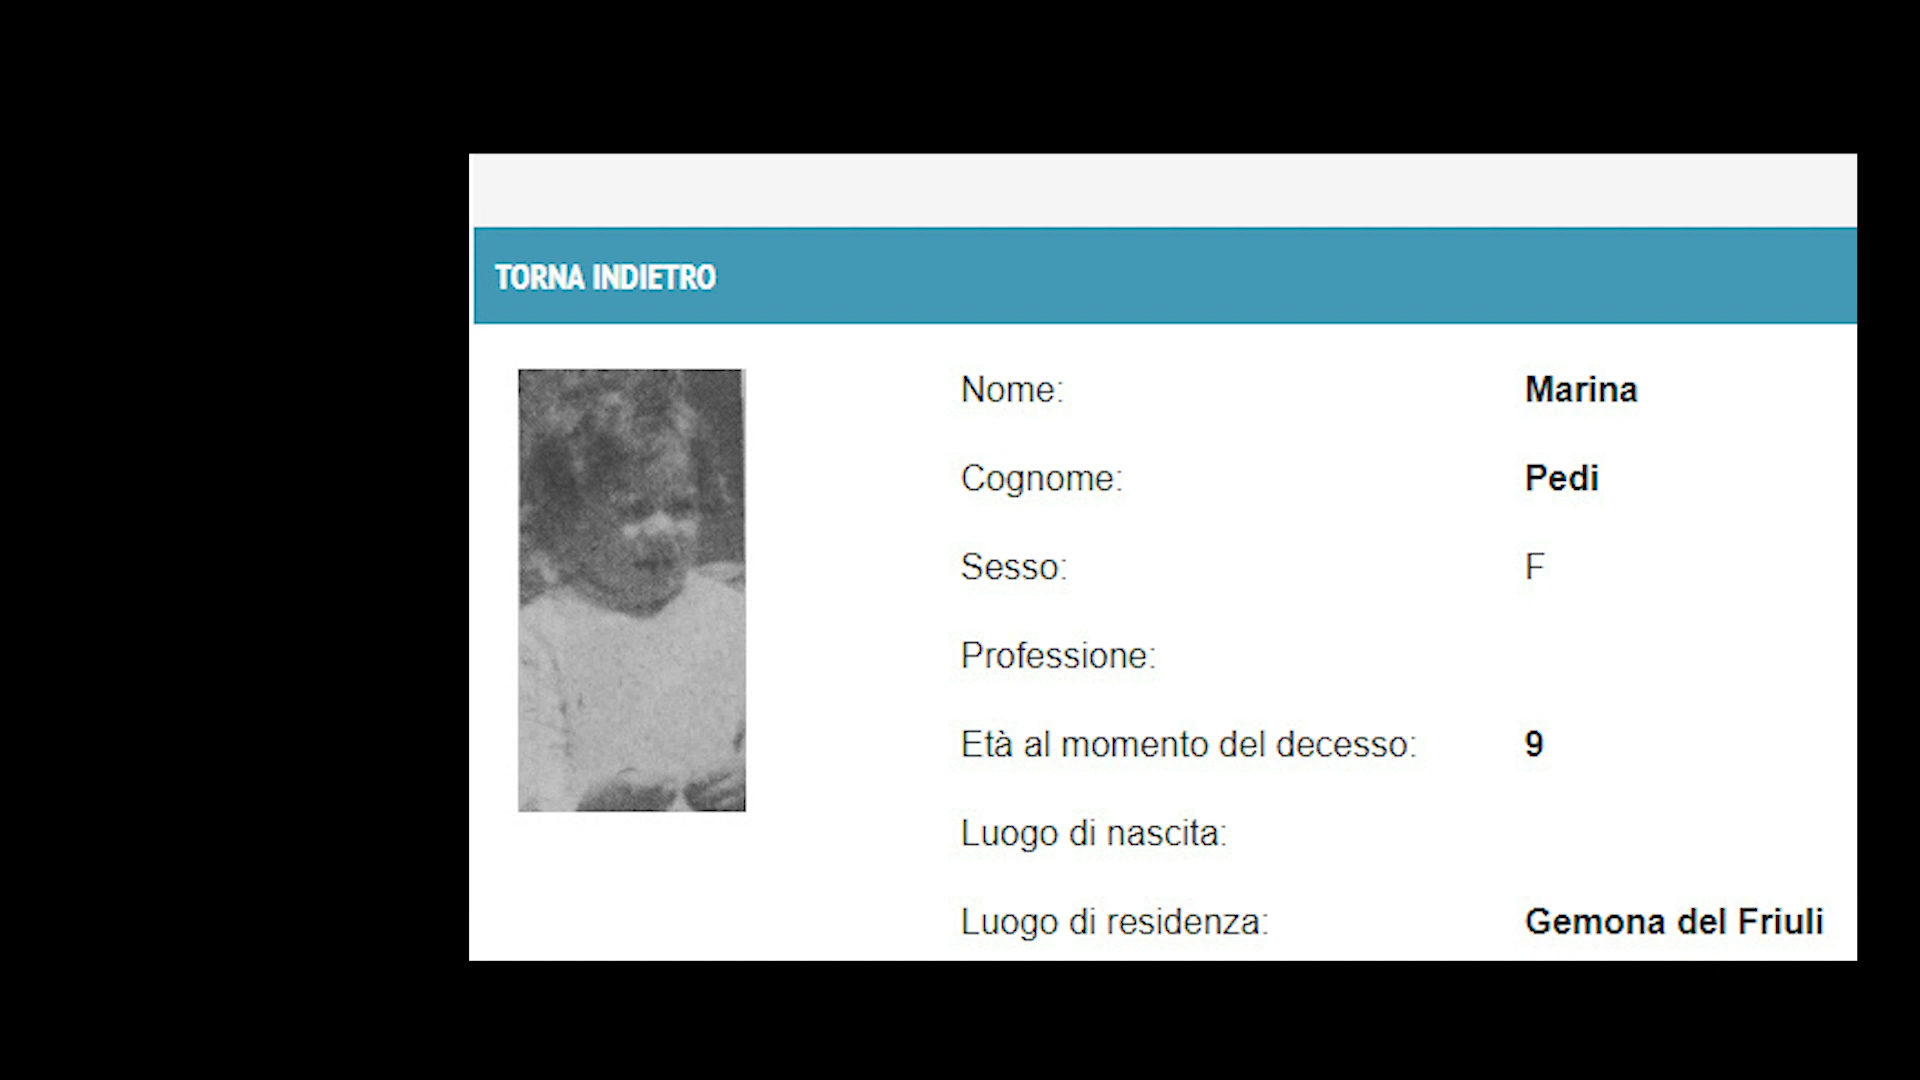 TORNA INDIETRO
Nome: Marina
Cognome: Pedi
Sesso: F
Professione:
Età al momento del decesso: 9
Luogo di nascita:
Luogo di residenza: Gemona del Friuli